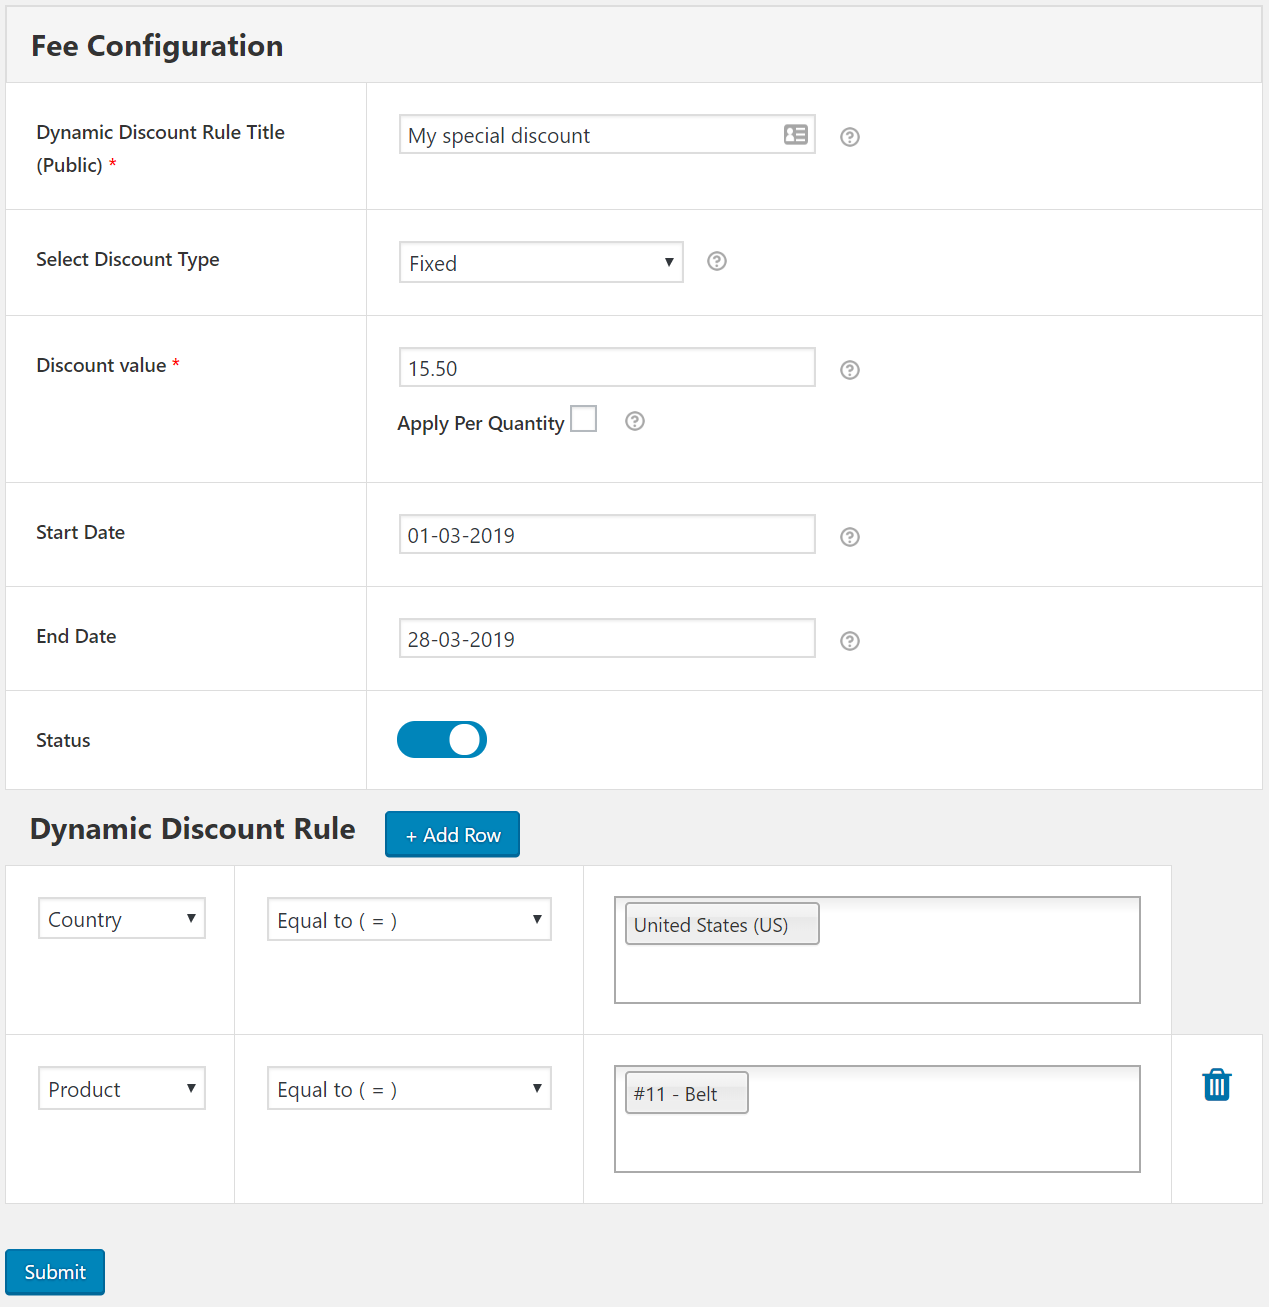 Fee Configuration
Dynamic Discount Rule Title
(Public) *
My special discount
Select Discount Type
Fixed
Discount value *
15.50
Apply Per Quantity
Start Date
01-03-2019
End Date
28-03-2019
Status
Dynamic Discount Rule
+ Add Row
Country
Equal to ( = )
United States (US)
Product
Equal to ( = )
#11 - Belt
Submit